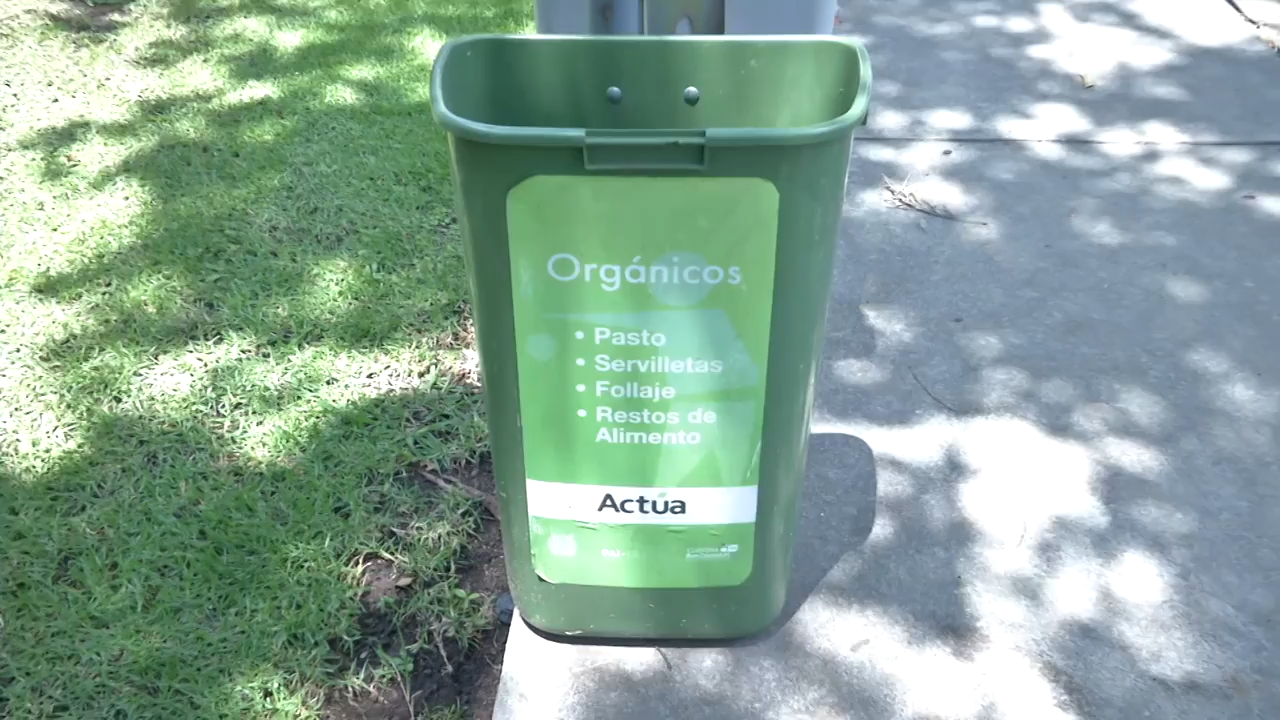 Orgánicos
• Pasto
• Servilletas
• Follaje
• Restos de
Alimento
Actúa